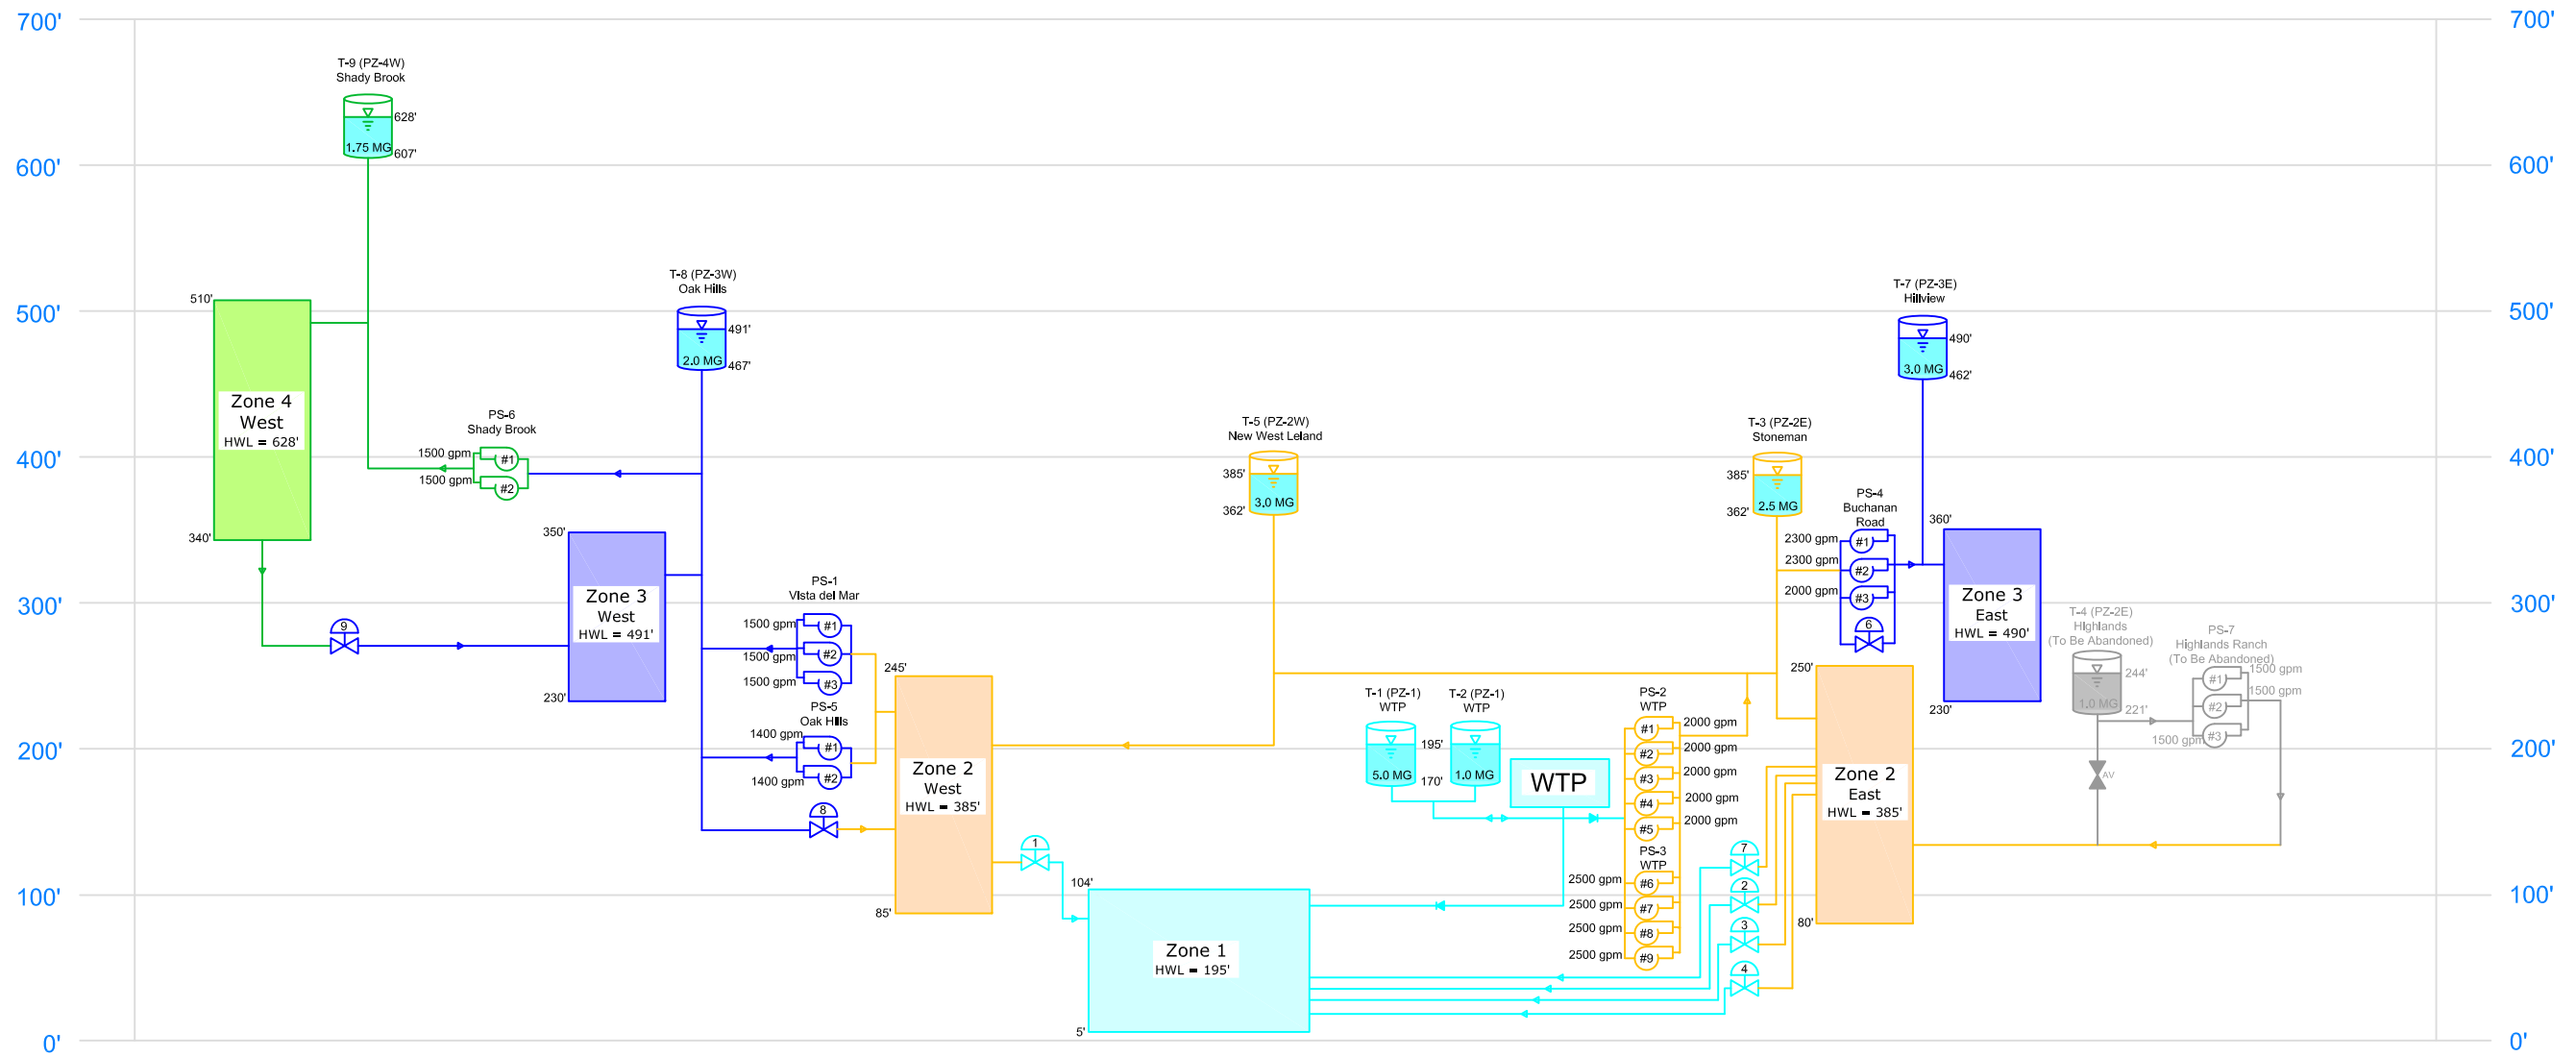 700'
700'
T-9 (PZ-4W)
Shady Brook
628'
1.75 MG
607'
600'
600'
T-8 (PZ-3W)
Oak Hills
491'
2.0 MG
467'
T-7 (PZ-3E)
Hillview
490'
3.0 MG
462'
510'
500'
500'
Zone 4
West
HWL = 628'
340'
PS-6
Shady Brook
1500 gpm
#1
1500 gpm
#2
T-5 (PZ-2W)
New West Leland
385'
3.0 MG
362'
T-3 (PZ-2E)
Stoneman
385'
2.5 MG
362'
400'
400'
PS-4
Buchanan
Road
2300 gpm
#1
2300 gpm
#2
2000 gpm
#3
6
360'
Zone 3
East
HWL = 490'
230'
350'
Zone 3
West
HWL = 491'
230'
9
300'
300'
PS-1
Vista del Mar
1500 gpm
#1
1500 gpm
#2
1500 gpm
#3
PS-5
Oak Hills
1400 gpm
#1
1400 gpm
#2
8
245'
Zone 2
West
HWL = 385'
85'
T-4 (PZ-2E)
Highlands
(To Be Abandoned)
244'
1.0 MG
221'
AV
PS-7
Highlands Ranch
(To Be Abandoned)
1500 gpm
#1
1500 gpm
#2
1500 gpm
#3
T-1 (PZ-1)
WTP
T-2 (PZ-1)
WTP
195'
5.0 MG
170'
1.0 MG
WTP
PS-2
WTP
#1
2000 gpm
#2
2000 gpm
#3
2000 gpm
#4
2000 gpm
#5
2000 gpm
PS-3
WTP
2500 gpm
#6
2500 gpm
#7
2500 gpm
#8
2500 gpm
#9
250'
Zone 2
East
HWL = 385'
80'
200'
200'
7
2
3
4
1
104'
Zone 1
HWL = 195'
5'
100'
100'
0'
0'